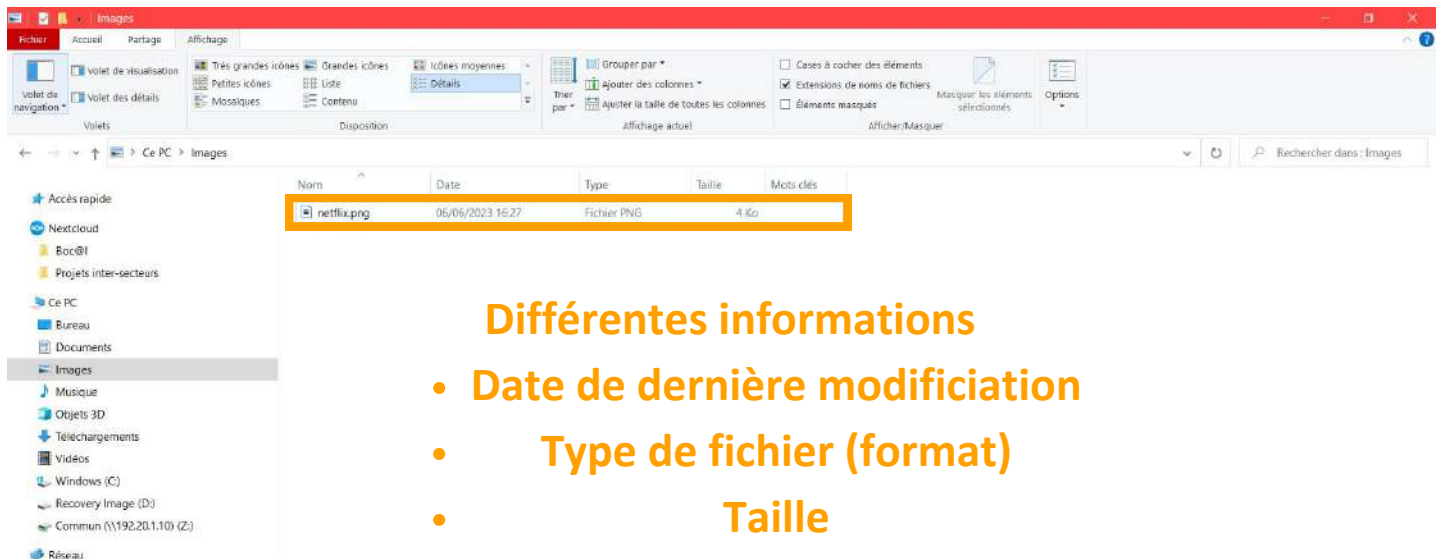 Images
Fichier Accueil Partage Affichage
Volet de navigation
Volet de visualisation
Volet des détails
Volets
Très grandes icônes Grandes icônes Icônes moyennes
Petites icônes Liste Détails
Mosaïques Contenu
Disposition
Trier par
Grouper par
Ajouter des colonnes
Ajuster la taille de toutes les colonnes
Affichage actuel
Cases à cocher des éléments
Extensions de noms de fichiers
Éléments masqués
Masquer les éléments sélectionnés
Afficher/Masquer
Options
Ce PC > Images
Rechercher dans : Images
Nom Date Type Taille Mots clés
netflix.png 06/06/2023 16:27 Fichier PNG 4 Ko
Accès rapide
Nextcloud
Boc@l
Projets inter-secteurs
Ce PC
Bureau
Documents
Images
Musique
Objets 3D
Téléchargements
Vidéos
Windows (C:)
Recovery Image (D:)
Commun (\\192.20.1.10) (Z:)
Réseau
Différentes informations
• Date de dernière modificiation
• Type de fichier (format)
• Taille